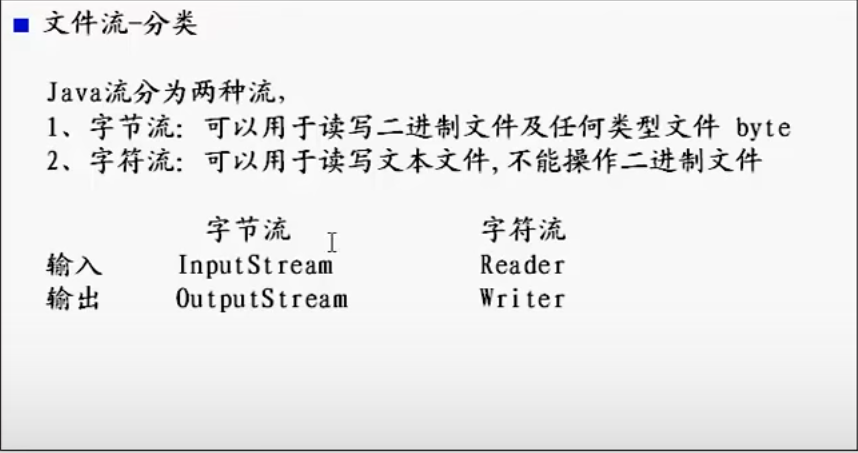 ■ 文件流-分类
Java流分为两种流,
1、字节流: 可以用于读写二进制文件及任何类型文件 byte
2、字符流: 可以用于读写文本文件,不能操作二进制文件
字节流 字符流
输入 InputStream Reader
输出 OutputStream Writer